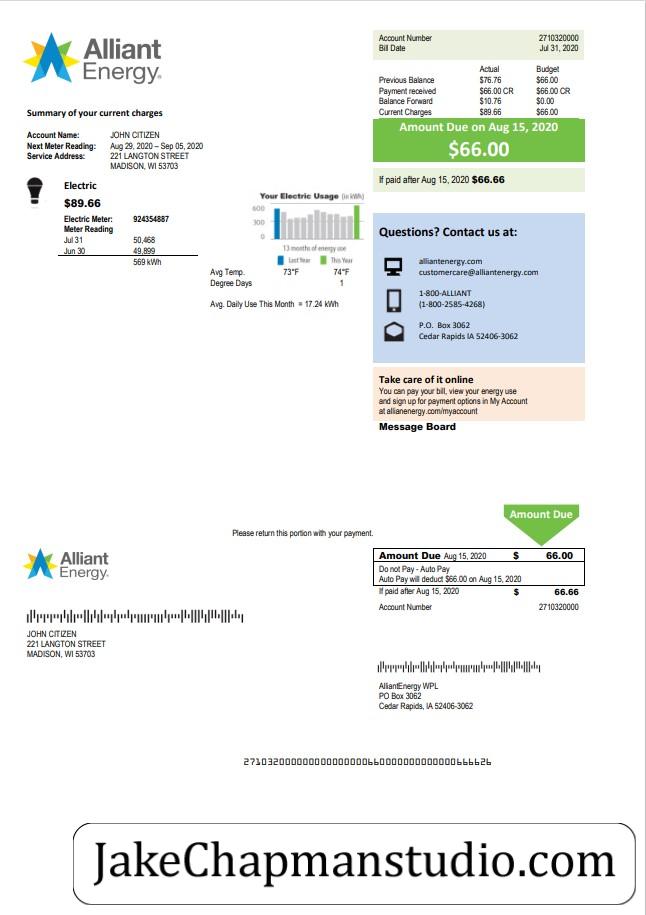 Alliant
Energy®
Account Number 2710320000
Bill Date Jul 31, 2020
Actual Budget
Previous Balance $76.76 $66.00
Payment received $66.00 CR $66.00 CR
Balance Forward $10.76 $0.00
Current Charges $89.66 $66.00
Amount Due on Aug 15, 2020
$66.00
If paid after Aug 15, 2020 $66.66
Summary of your current charges
Account Name: JOHN CITIZEN
Next Meter Reading: Aug 29, 2020 – Sep 05, 2020
Service Address: 221 LANGTON STREET
MADISON, WI 53703
Electric
$89.66
Electric Meter: 924354887
Meter Reading
Jul 31 50,468
Jun 30 49,899
569 kWh
Your Electric Usage (in kWh)
600
300
0
13 months of energy use
Last Year This Year
Avg Temp. 73°F 74°F
Degree Days 1
Avg. Daily Use This Month = 17.24 kWh
Questions? Contact us at:
alliantenergy.com
customercare@alliantenergy.com
1-800-ALLIANT
(1-800-2585-4268)
P.O. Box 3062
Cedar Rapids IA 52406-3062
Take care of it online
You can pay your bill, view your energy use
and sign up for payment options in My Account
at allianenergy.com/myaccount
Message Board
Please return this portion with your payment.
Amount Due
Alliant
Energy®
Amount Due Aug 15, 2020 $ 66.00
Do not Pay - Auto Pay
Auto Pay will deduct $66.00 on Aug 15, 2020
If paid after Aug 15, 2020 $ 66.66
Account Number 2710320000
JOHN CITIZEN
221 LANGTON STREET
MADISON, WI 53703
AlliantEnergy WPL
PO Box 3062
Cedar Rapids, IA 52406-3062
JakeChapmanstudio.com